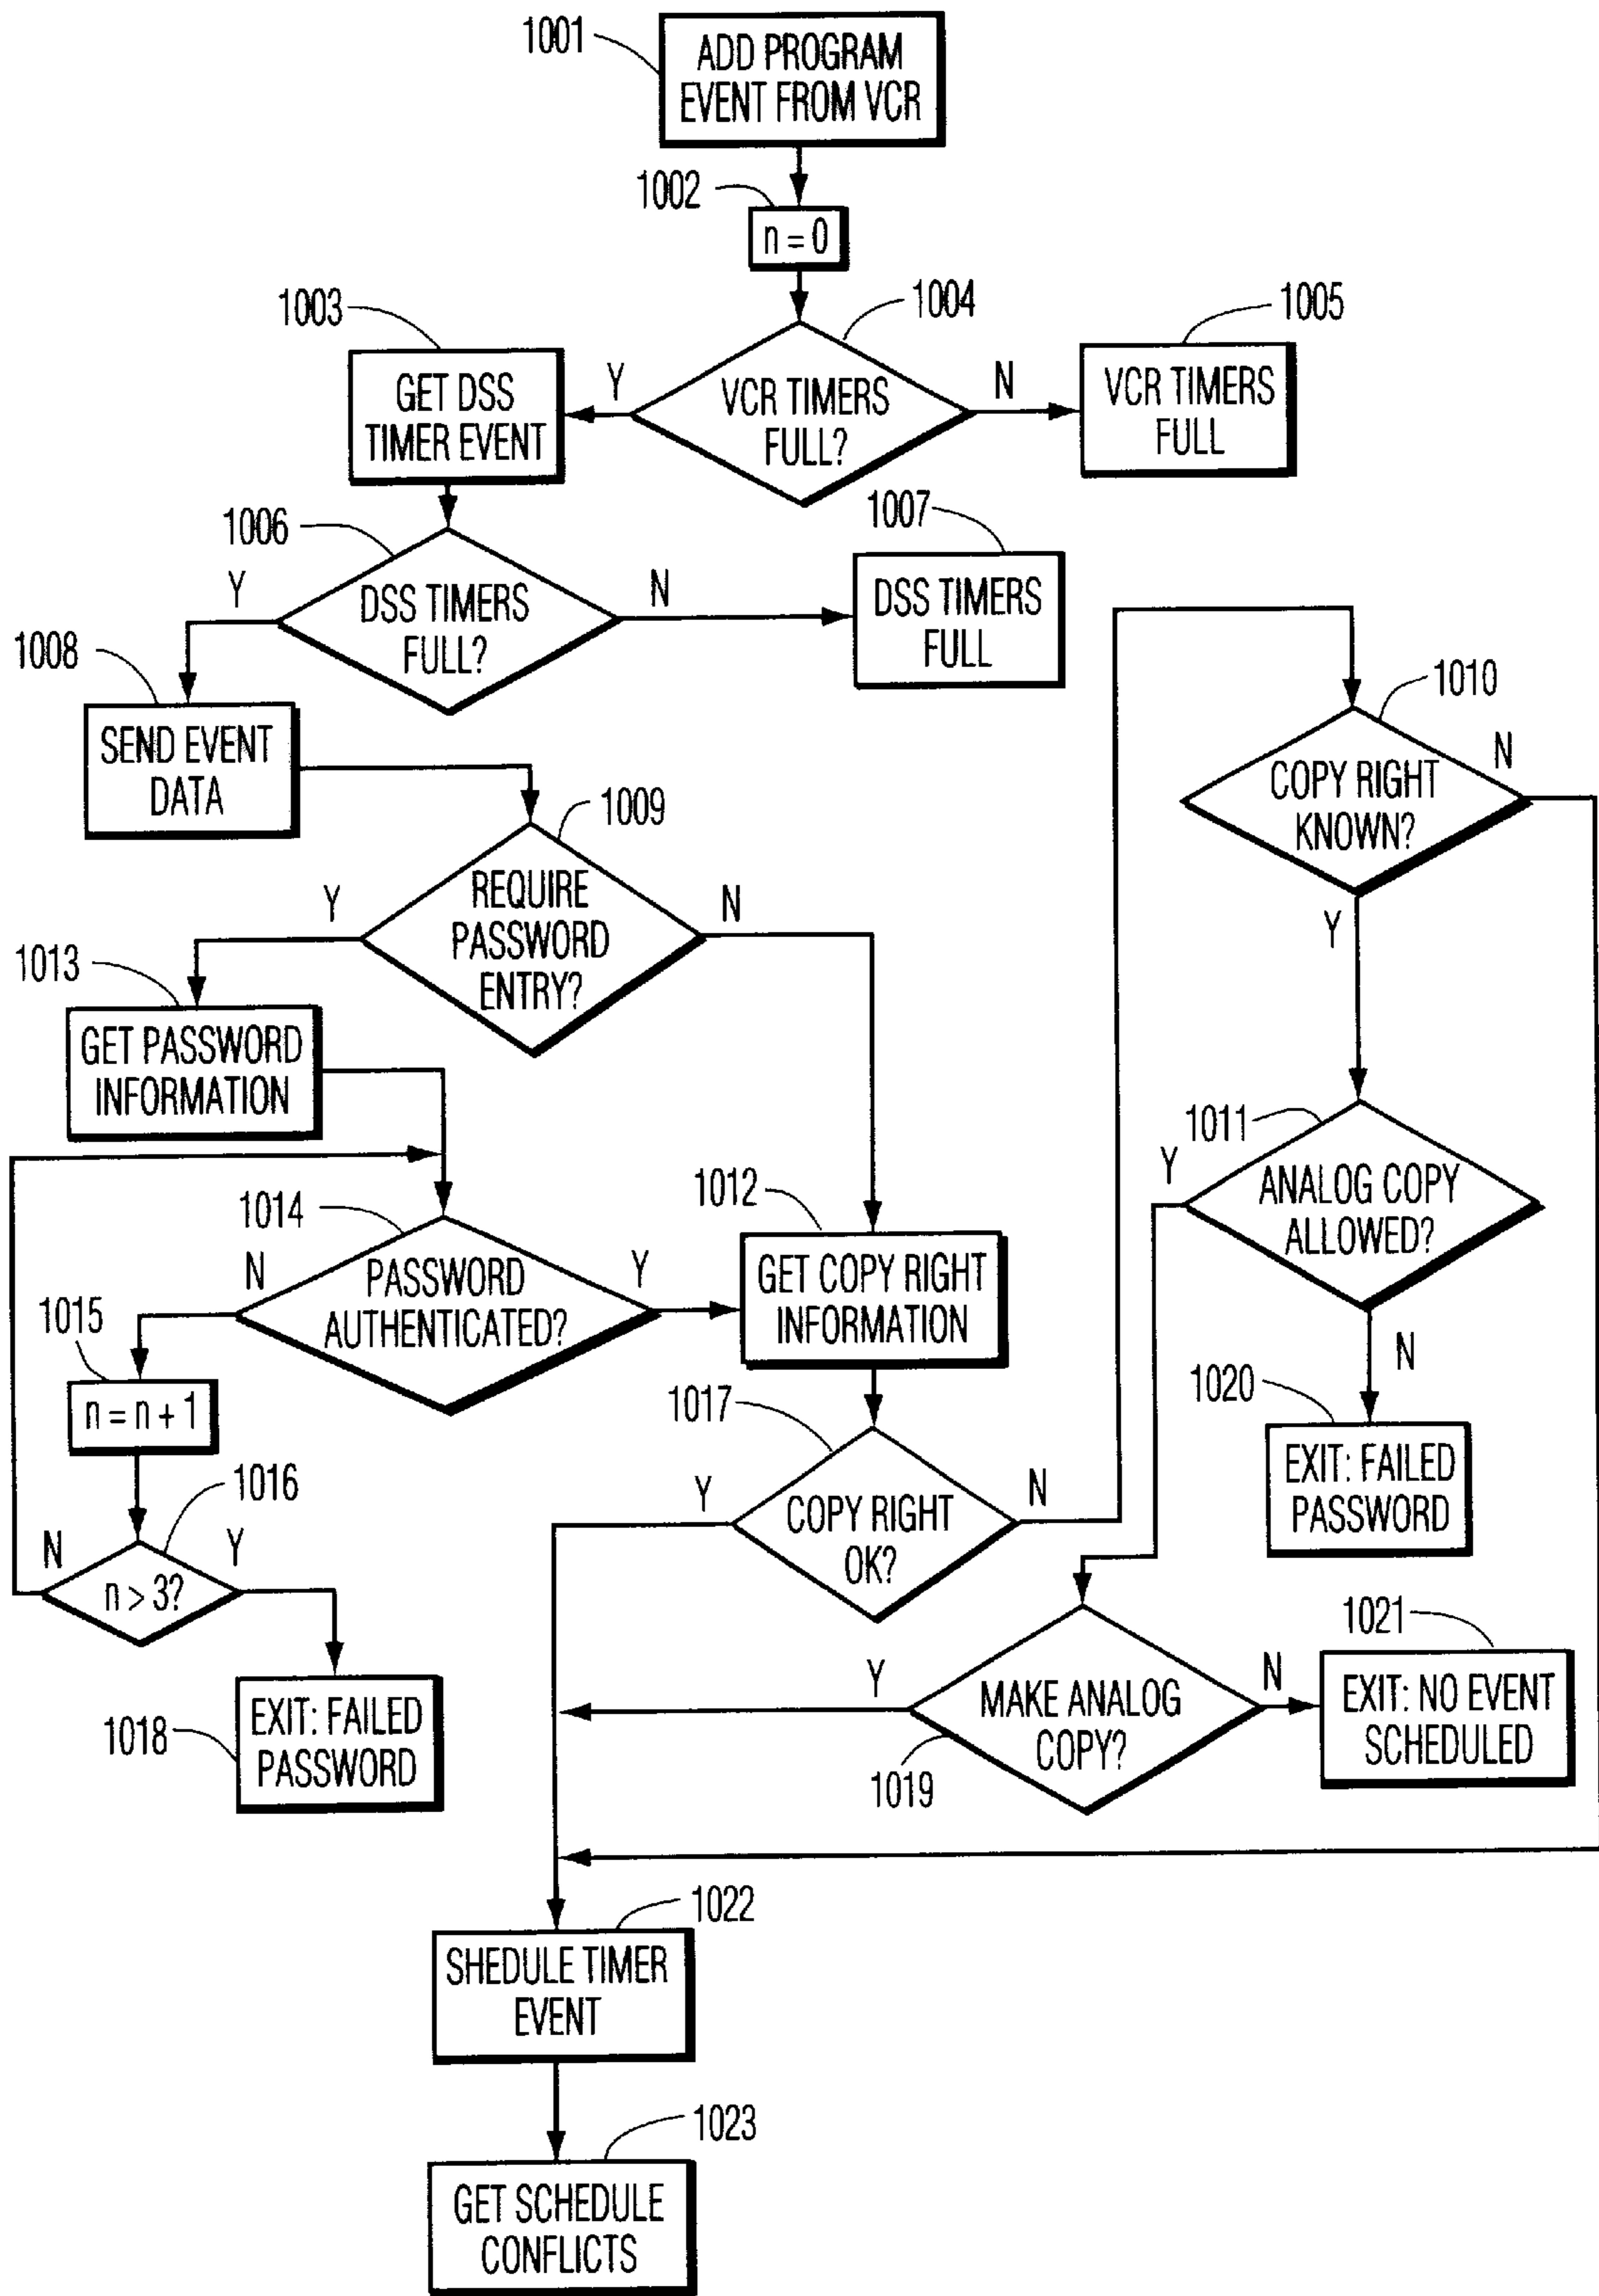 1001
ADD PROGRAM
EVENT FROM VCR
1002
n = 0
1003
1004
1005
GET DSS
TIMER EVENT
Y
VCR TIMERS
FULL?
N
VCR TIMERS
FULL
1006
1007
Y
DSS TIMERS
FULL?
N
DSS TIMERS
FULL
1008
SEND EVENT
DATA
1010
COPY RIGHT
KNOWN?
N
Y
1009
Y
REQUIRE
PASSWORD
ENTRY?
N
1013
GET PASSWORD
INFORMATION
1011
Y
ANALOG COPY
ALLOWED?
N
1014
N
PASSWORD
AUTHENTICATED?
Y
1012
GET COPY RIGHT
INFORMATION
1015
n = n + 1
1016
N
n > 3?
Y
1017
Y
COPY RIGHT
OK?
N
1020
EXIT: FAILED
PASSWORD
1018
EXIT: FAILED
PASSWORD
Y
MAKE ANALOG
COPY?
1019
N
1021
EXIT: NO EVENT
SCHEDULED
1022
SHEDULE TIMER
EVENT
1023
GET SCHEDULE
CONFLICTS